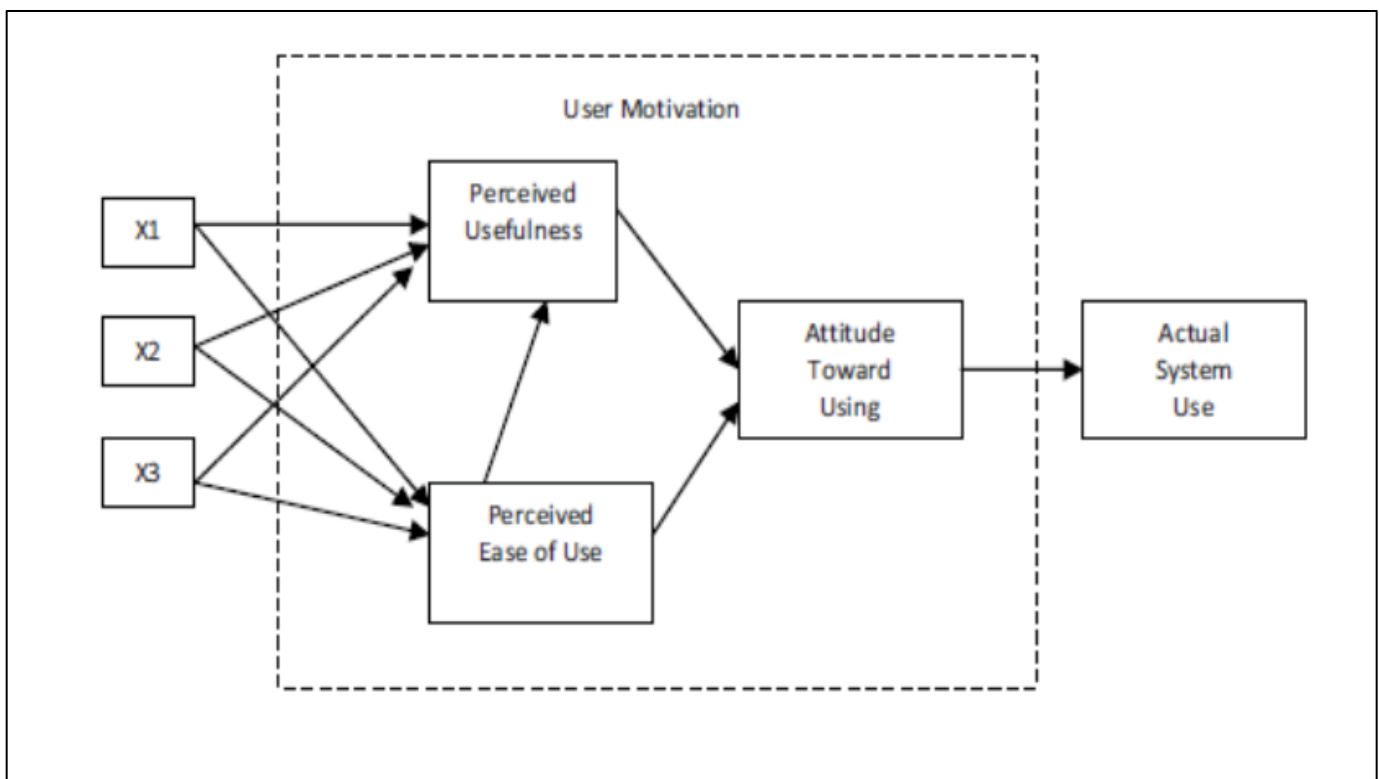 User Motivation
Perceived
Usefulness
X1
X2
X3
Attitude
Toward
Using
Actual
System
Use
Perceived
Ease of Use